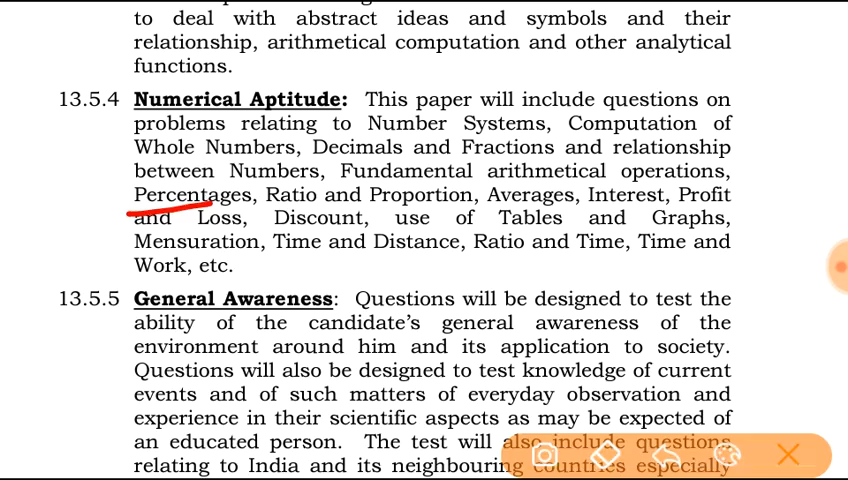 to deal with abstract ideas and symbols and their
relationship, arithmetical computation and other analytical
functions.
13.5.4 Numerical Aptitude: This paper will include questions on
problems relating to Number Systems, Computation of
Whole Numbers, Decimals and Fractions and relationship
between Numbers, Fundamental arithmetical operations,
Percentages, Ratio and Proportion, Averages, Interest, Profit
and Loss, Discount, use of Tables and Graphs,
Mensuration, Time and Distance, Ratio and Time, Time and
Work, etc.
13.5.5 General Awareness: Questions will be designed to test the
ability of the candidate’s general awareness of the
environment around him and its application to society.
Questions will also be designed to test knowledge of current
events and of such matters of everyday observation and
experience in their scientific aspects as may be expected of
an educated person. The test will also include questions
relating to India and its neighbouring countries especially